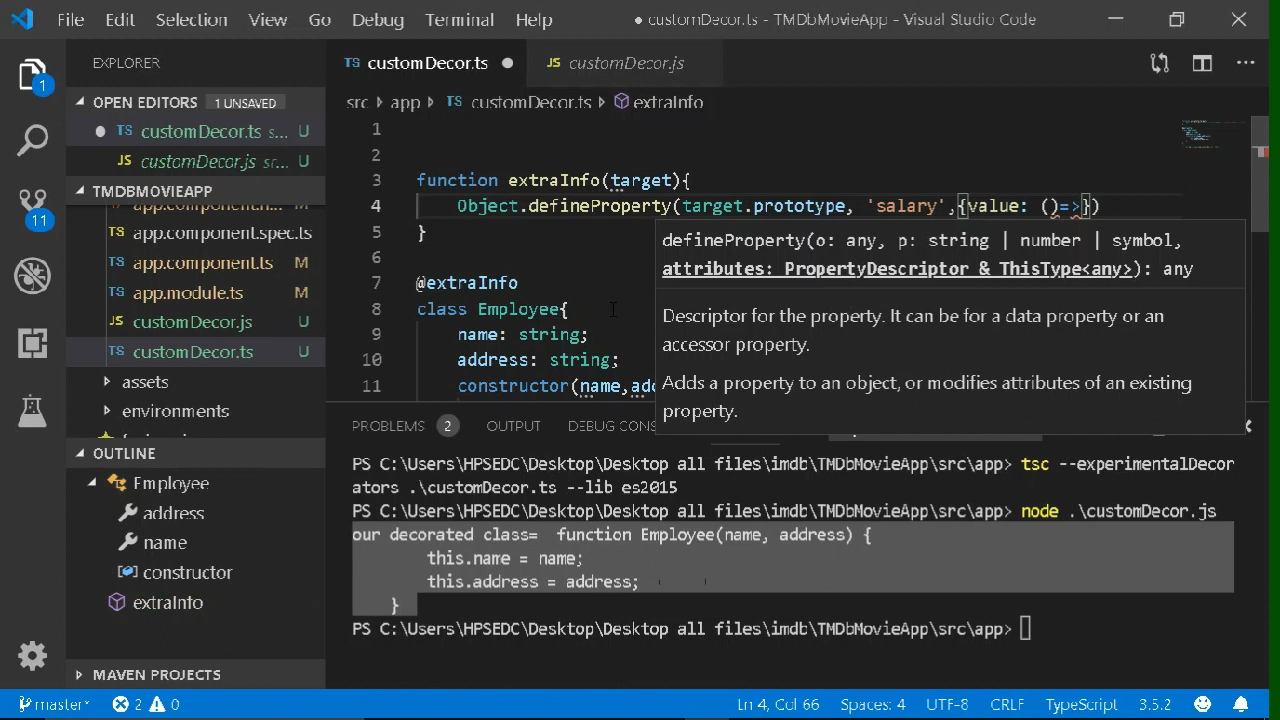 File Edit Selection View Go Debug Terminal Help ● customDecor.ts - TMDbMovieApp - Visual Studio Code
EXPLORER
TS customDecor.ts ●
JS customDecor.js
OPEN EDITORS 1 UNSAVED
● TS customDecor.ts s... U
JS customDecor.js sr... U
TMDBMOVIEAPP
TS app.component.spec.ts
TS app.component.ts M
TS app.module.ts M
JS customDecor.js U
TS customDecor.ts U
assets
environments
OUTLINE
Employee
address
name
constructor
extraInfo
MAVEN PROJECTS
1
11
src > app > TS customDecor.ts > extraInfo
1
2
3 function extraInfo(target){
4 Object.defineProperty(target.prototype, 'salary',{value: ()=>})
5 }
6
7 @extraInfo
8 class Employee{
9 name: string;
10 address: string;
11 constructor(name,add
defineProperty(o: any, p: string | number | symbol,
attributes: PropertyDescriptor & ThisType<any>): any
Descriptor for the property. It can be for a data property or an
accessor property.
Adds a property to an object, or modifies attributes of an existing
property.
PROBLEMS 2 OUTPUT DEBUG CONS
PS C:\Users\HPSEDC\Desktop\Desktop all files\imdb\TMDbMovieApp\src\app> tsc --experimentalDecor
ators .\customDecor.ts --lib es2015
PS C:\Users\HPSEDC\Desktop\Desktop all files\imdb\TMDbMovieApp\src\app> node .\customDecor.js
our decorated class= function Employee(name, address) {
this.name = name;
this.address = address;
}
PS C:\Users\HPSEDC\Desktop\Desktop all files\imdb\TMDbMovieApp\src\app>
master* 2 0 Ln 4, Col 66 Spaces: 4 UTF-8 CRLF TypeScript 3.5.2